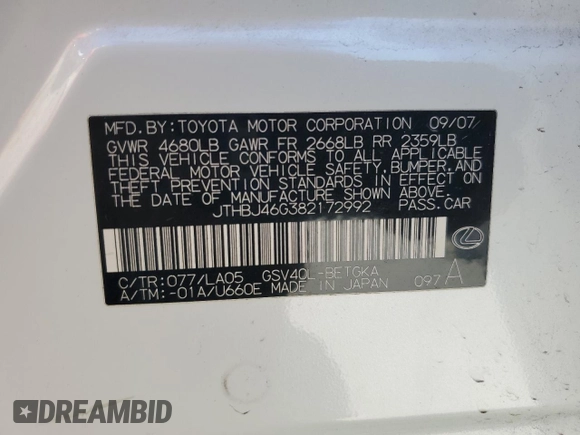 MFD. BY: TOYOTA MOTOR CORPORATION 09/07
GVWR 4680LB GAWR FR 2668LB RR 2359LB
THIS VEHICLE CONFORMS TO ALL APPLICABLE
FEDERAL MOTOR VEHICLE SAFETY, BUMPER, AND
THEFT PREVENTION STANDARDS IN EFFECT ON
THE DATE OF MANUFACTURE SHOWN ABOVE.
JTHBJ46G382172992 PASS. CAR
C/TR: 077/LA05 GSV40L-BETGKA
A/TM: -01A/U660E MADE IN JAPAN 097 A
DREAMBID